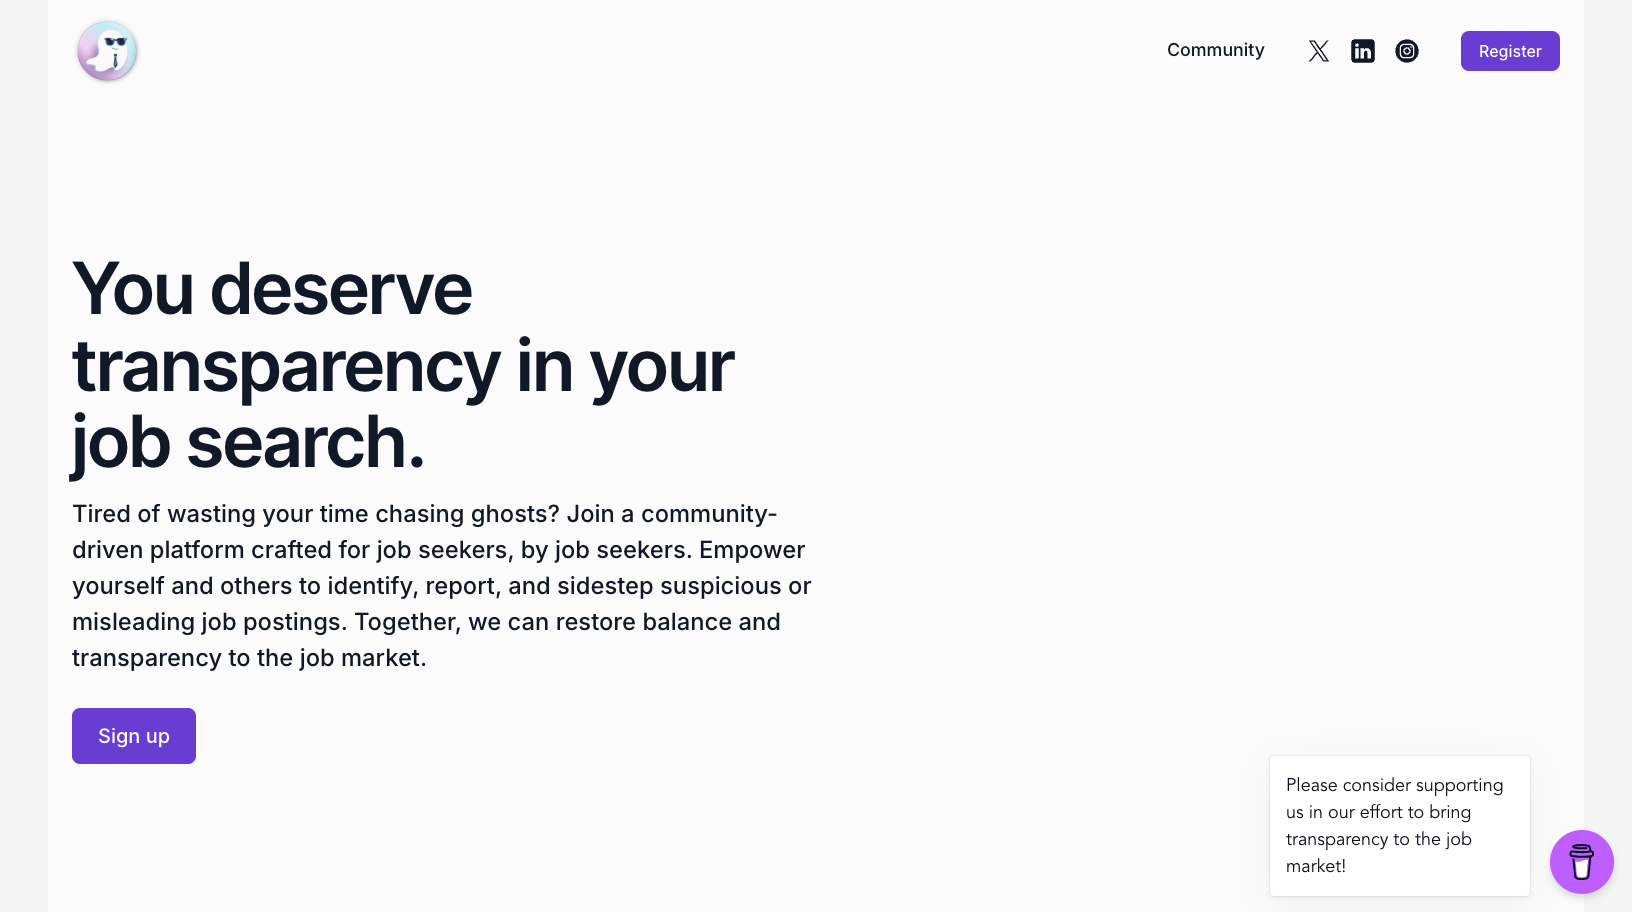 Community
Register
You deserve
transparency in your
job search.
Tired of wasting your time chasing ghosts? Join a community-
driven platform crafted for job seekers, by job seekers. Empower
yourself and others to identify, report, and sidestep suspicious or
misleading job postings. Together, we can restore balance and
transparency to the job market.
Sign up
Please consider supporting
us in our effort to bring
transparency to the job
market!